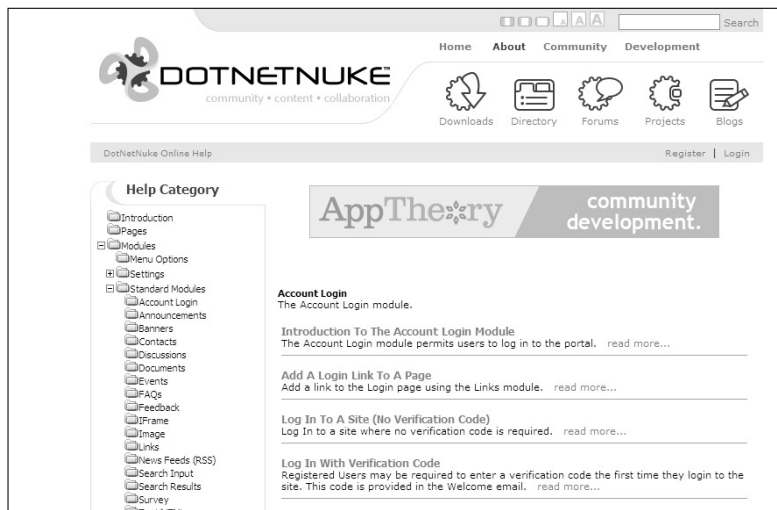 A A A Search
Home About Community Development
DOTNETNUKE™
community • content • collaboration
Downloads Directory Forums Projects Blogs
DotNetNuke Online Help Register | Login
Help Category
Introduction
Pages
Modules
Menu Options
Settings
Standard Modules
Account Login
Announcements
Banners
Contacts
Discussions
Documents
Events
FAQs
Feedback
IFrame
Image
Links
News Feeds (RSS)
Search Input
Search Results
Survey
AppTheory
community
development.
Account Login
The Account Login module.
Introduction To The Account Login Module
The Account Login module permits users to log in to the portal. read more...
Add A Login Link To A Page
Add a link to the Login page using the Links module. read more...
Log In To A Site (No Verification Code)
Log In to a site where no verification code is required. read more...
Log In With Verification Code
Registered Users may be required to enter a verification code the first time they login to the
site. This code is provided in the Welcome email. read more...